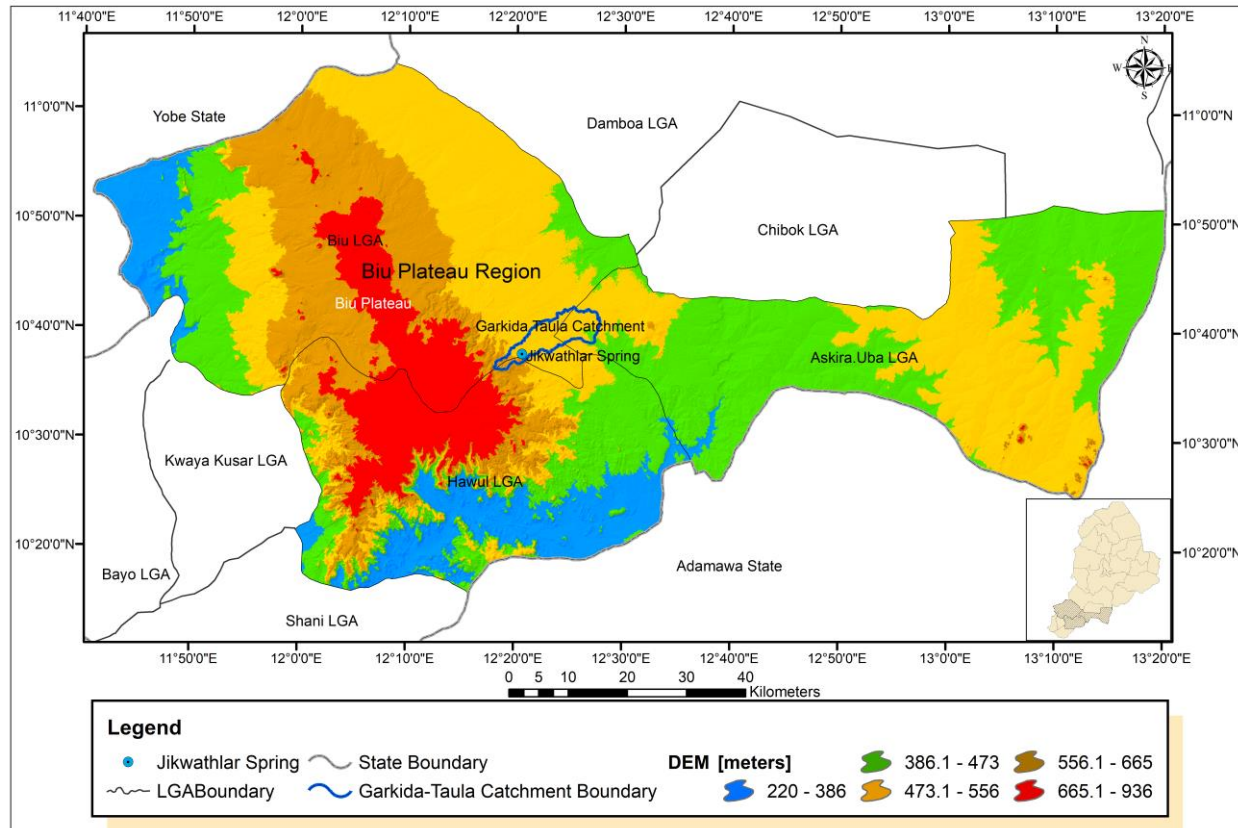 11°40'0"E 11°50'0"E 12°0'0"E 12°10'0"E 12°20'0"E 12°30'0"E 12°40'0"E 12°50'0"E 13°0'0"E 13°10'0"E 13°20'0"E
N
W
S
11°0'0"N
11°0'0"N
Yobe State
Damboa LGA
10°50'0"N
10°50'0"N
Chibok LGA
Biu LGA
Biu Plateau Region
Biu Plateau
10°40'0"N
10°40'0"N
Garkida-Taula Catchment
Jikwathlar Spring
Askira.Uba LGA
10°30'0"N
10°30'0"N
Kwaya Kusar LGA
Hawul LGA
10°20'0"N
10°20'0"N
Bayo LGA
Adamawa State
Shani LGA
11°50'0"E 12°0'0"E 12°10'0"E 12°20'0"E 12°30'0"E 12°40'0"E 12°50'0"E 13°0'0"E 13°10'0"E 13°20'0"E
0 5 10 20 30 40
Kilometers
Legend
Jikwathlar Spring State Boundary
LGABoundary Garkida-Taula Catchment Boundary
DEM [meters]
386.1 - 473 556.1 - 665
220 - 386 473.1 - 556 665.1 - 936